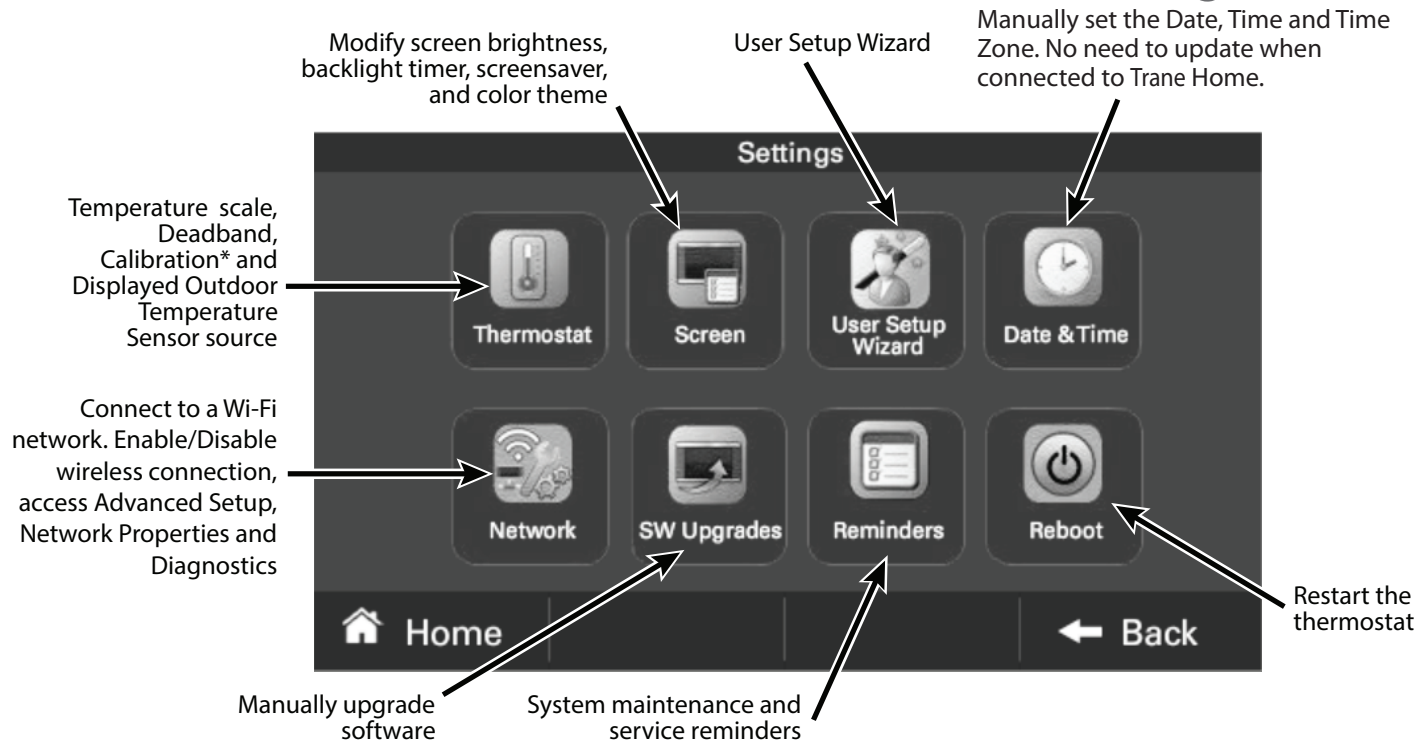 Modify screen brightness,
backlight timer, screensaver,
and color theme
User Setup Wizard
Manually set the Date, Time and Time
Zone. No need to update when
connected to Trane Home.
Settings
Temperature scale,
Deadband,
Calibration* and
Displayed Outdoor
Temperature
Sensor source
Thermostat
Screen
User Setup
Wizard
Date & Time
Connect to a Wi-Fi
network. Enable/Disable
wireless connection,
access Advanced Setup,
Network Properties and
Diagnostics
Network
SW Upgrades
Reminders
Reboot
Restart the
thermostat
Home
Back
Manually upgrade
software
System maintenance and
service reminders